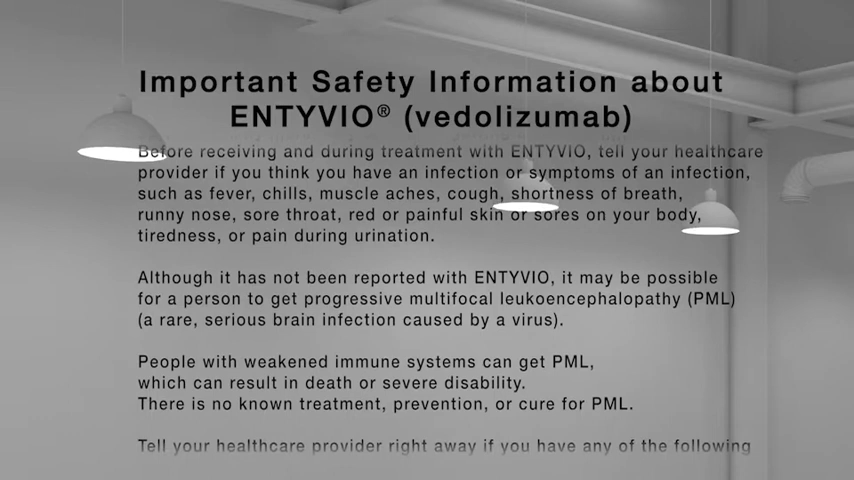 Important Safety Information about
ENTYVIO® (vedolizumab)
Before receiving and during treatment with ENTYVIO, tell your healthcare
provider if you think you have an infection or symptoms of an infection,
such as fever, chills, muscle aches, cough, shortness of breath,
runny nose, sore throat, red or painful skin or sores on your body,
tiredness, or pain during urination.
Although it has not been reported with ENTYVIO, it may be possible
for a person to get progressive multifocal leukoencephalopathy (PML)
(a rare, serious brain infection caused by a virus).
People with weakened immune systems can get PML,
which can result in death or severe disability.
There is no known treatment, prevention, or cure for PML.
Tell your healthcare provider right away if you have any of the following